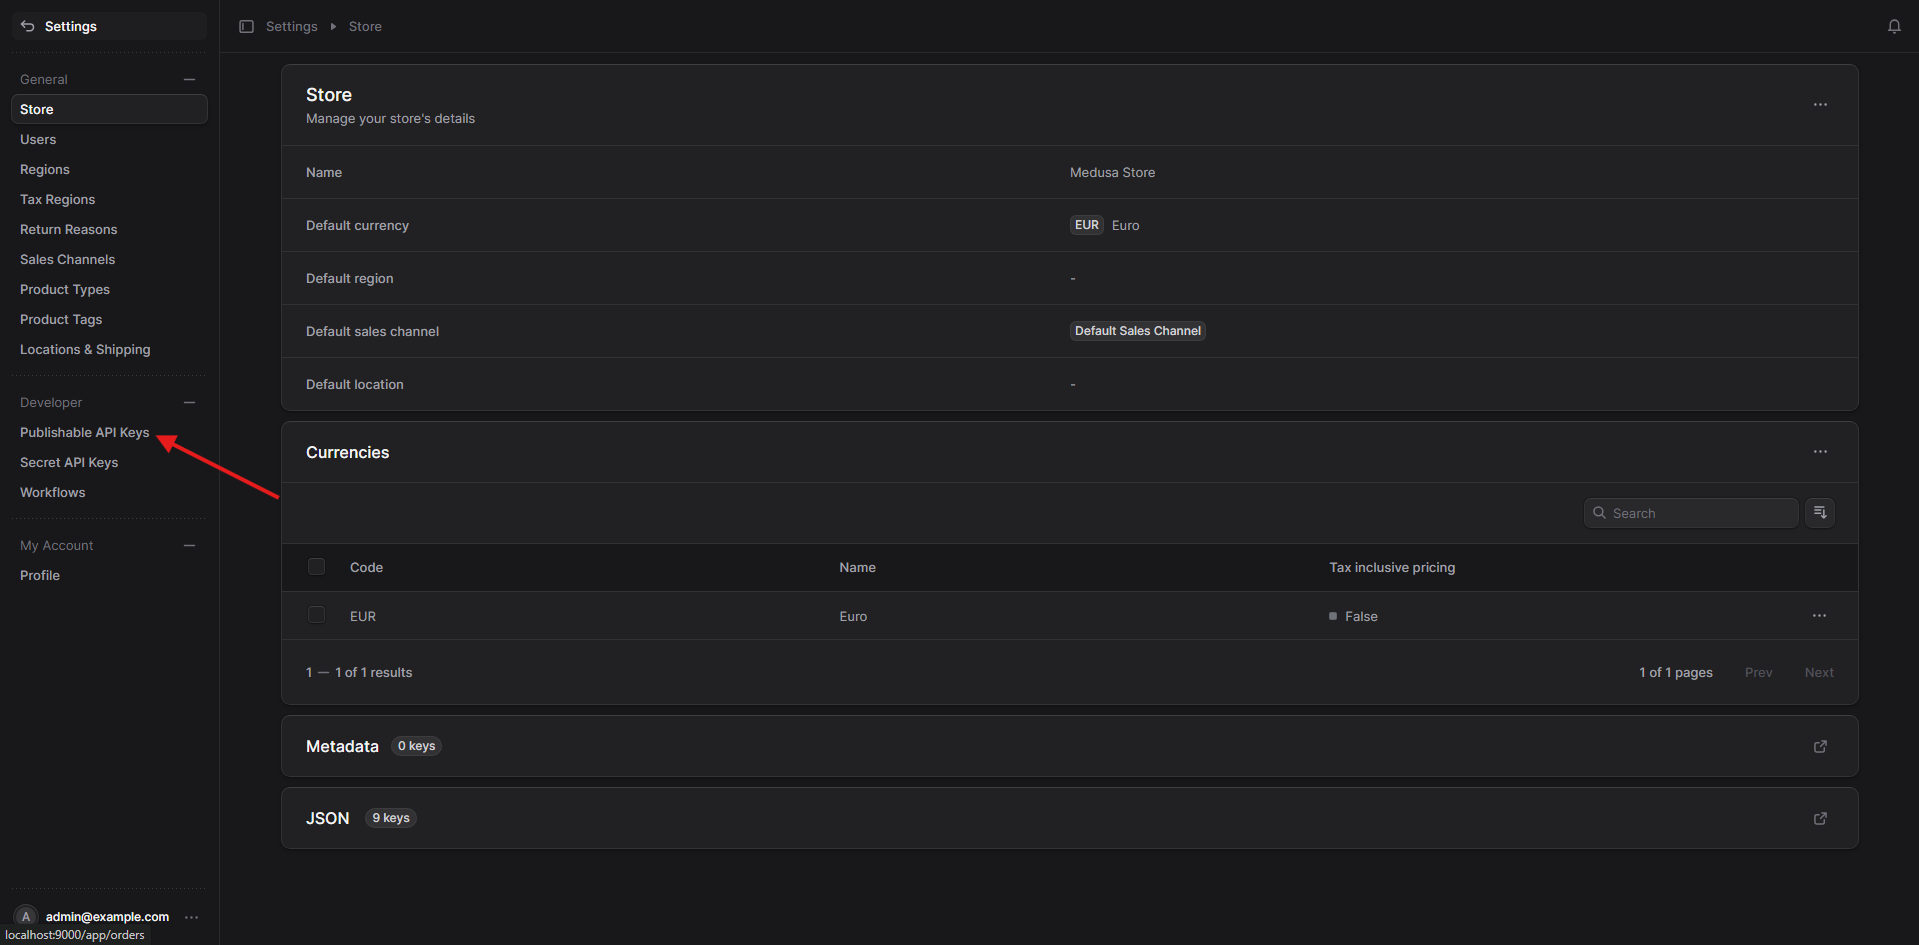 Settings
General
Store
Users
Regions
Tax Regions
Return Reasons
Sales Channels
Product Types
Product Tags
Locations & Shipping
Developer
Publishable API Keys
Secret API Keys
Workflows
My Account
Profile
A admin@example.com
localhost:9000/app/orders
Settings Store
Store
Manage your store's details
Name Medusa Store
Default currency EUR Euro
Default region -
Default sales channel Default Sales Channel
Default location -
Currencies
Search
Code Name Tax inclusive pricing
EUR Euro False
1 — 1 of 1 results 1 of 1 pages Prev Next
Metadata 0 keys
JSON 9 keys